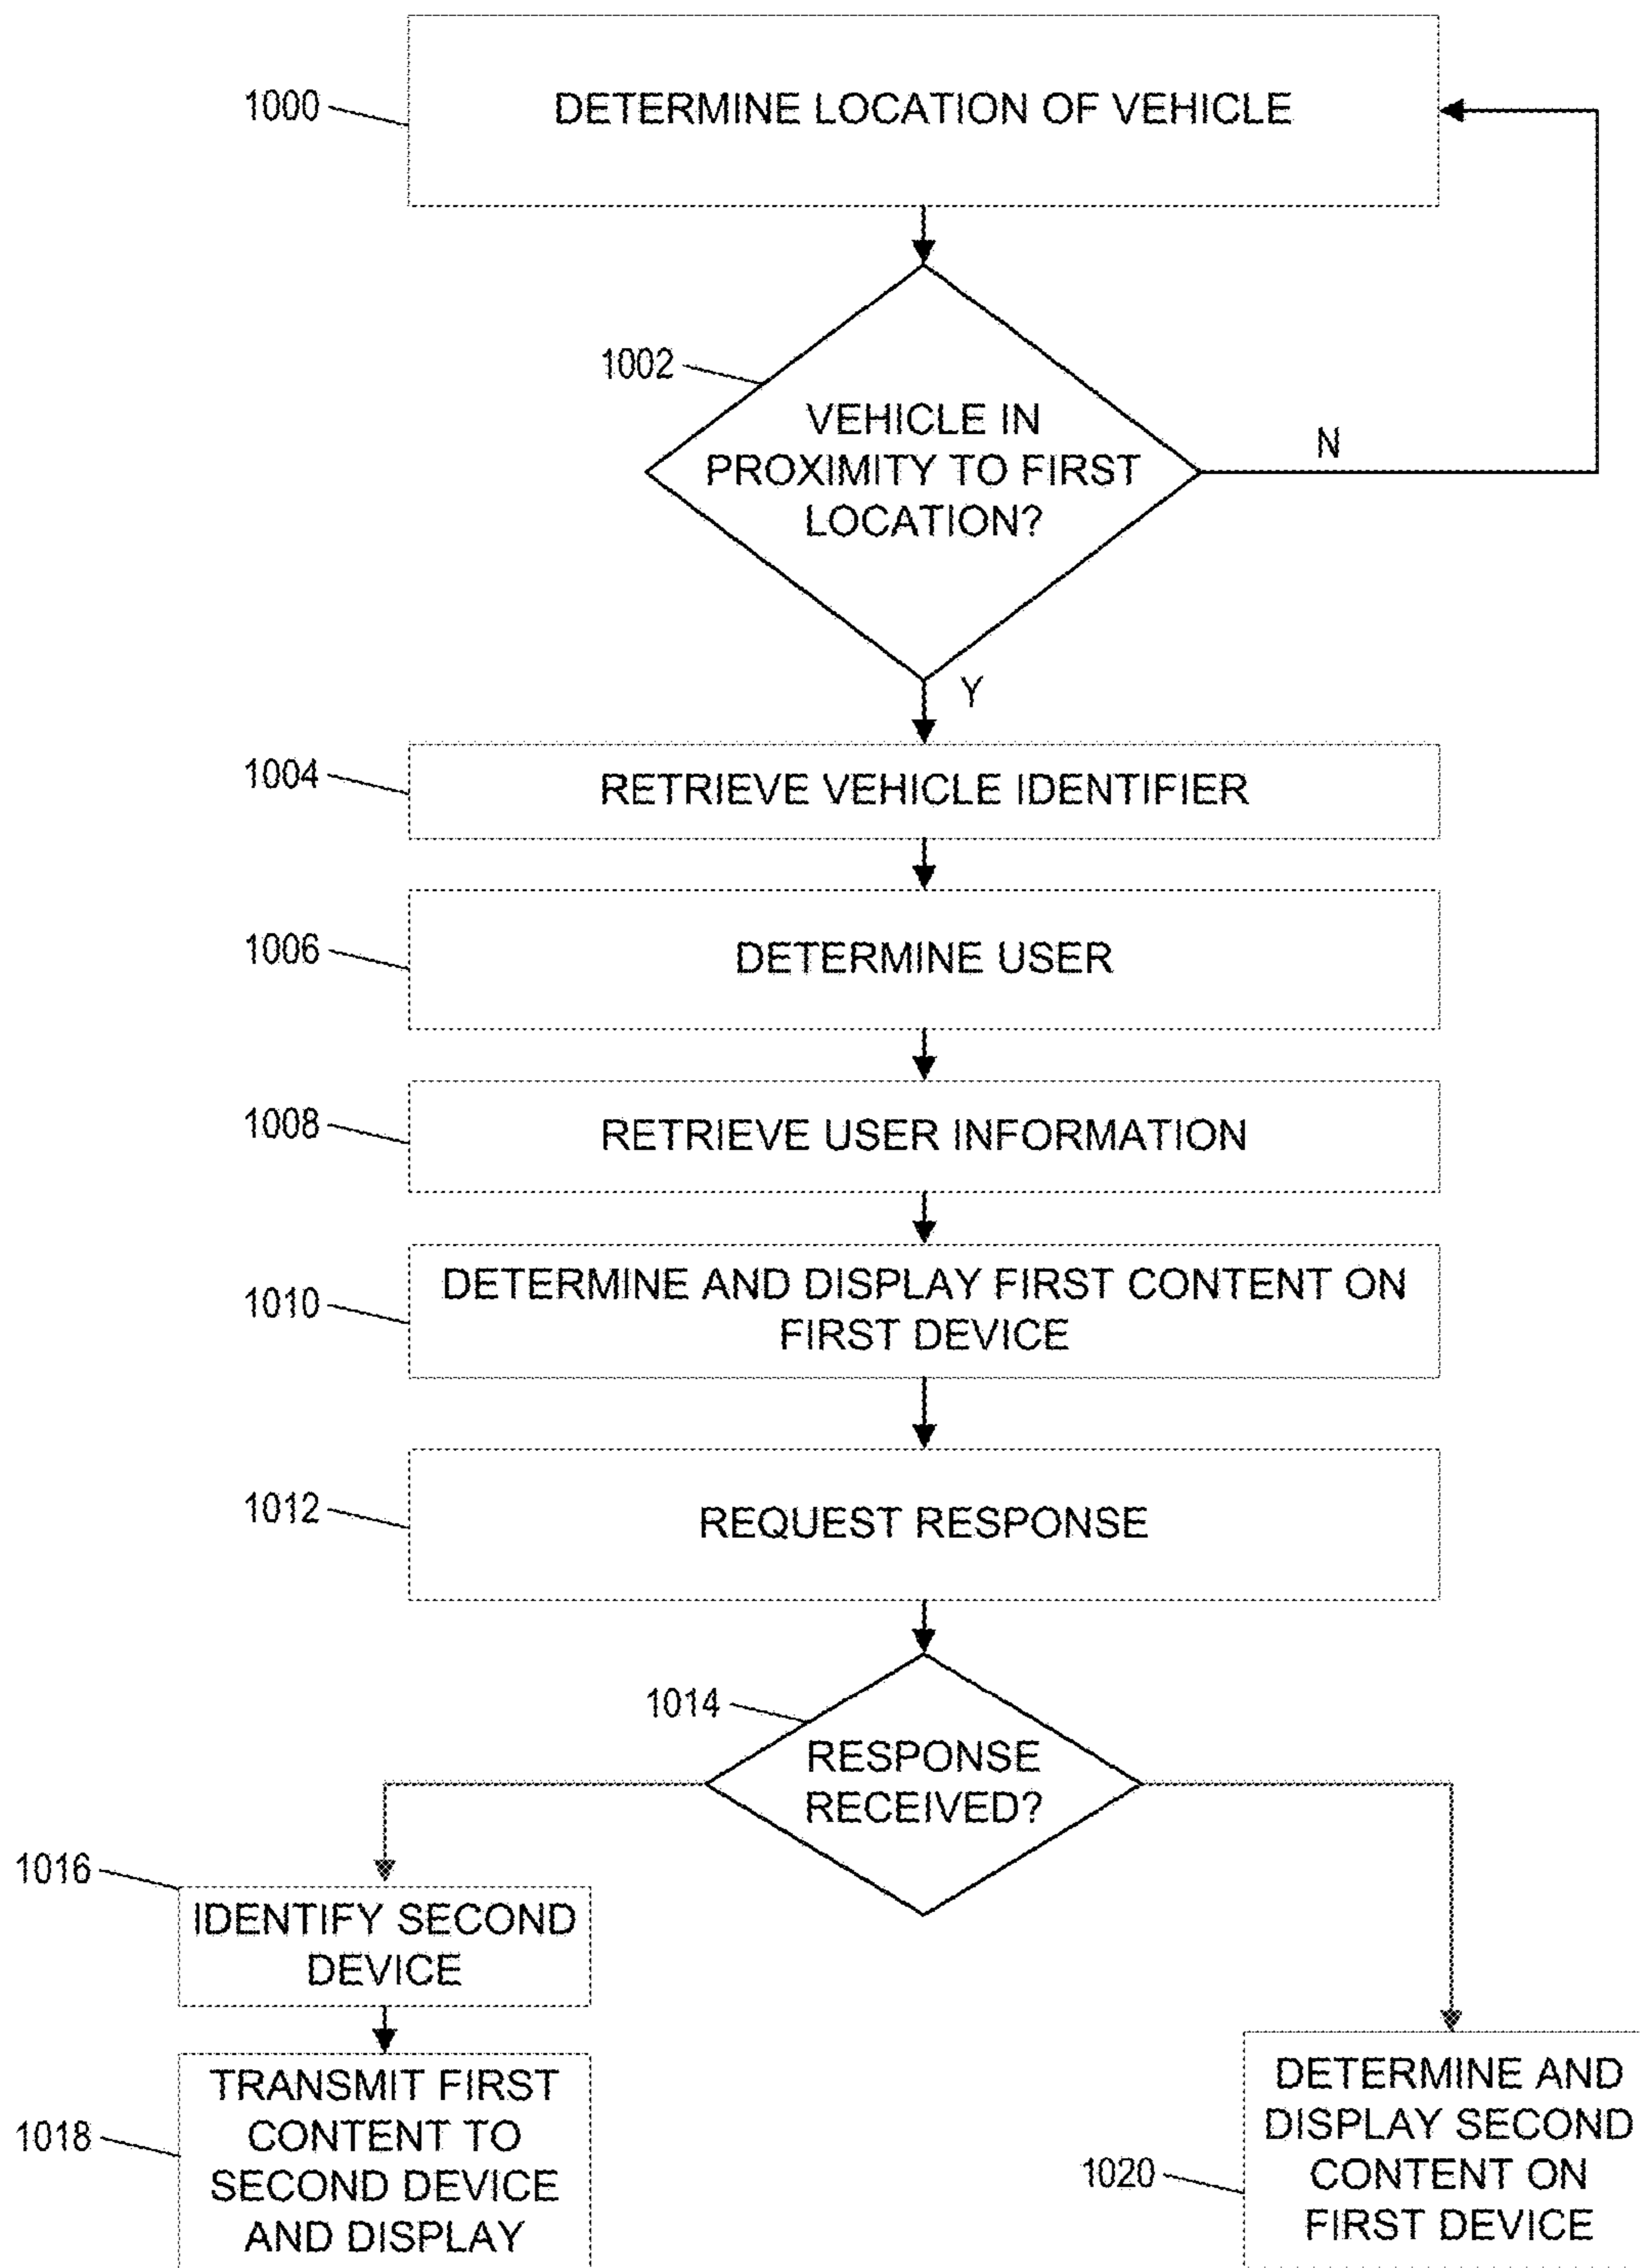 1000
DETERMINE LOCATION OF VEHICLE
1002
VEHICLE IN
PROXIMITY TO FIRST
LOCATION?
N
Y
1004
RETRIEVE VEHICLE IDENTIFIER
1006
DETERMINE USER
1008
RETRIEVE USER INFORMATION
1010
DETERMINE AND DISPLAY FIRST CONTENT ON
FIRST DEVICE
1012
REQUEST RESPONSE
1014
RESPONSE
RECEIVED?
1016
IDENTIFY SECOND
DEVICE
1018
TRANSMIT FIRST
CONTENT TO
SECOND DEVICE
AND DISPLAY
1020
DETERMINE AND
DISPLAY SECOND
CONTENT ON
FIRST DEVICE